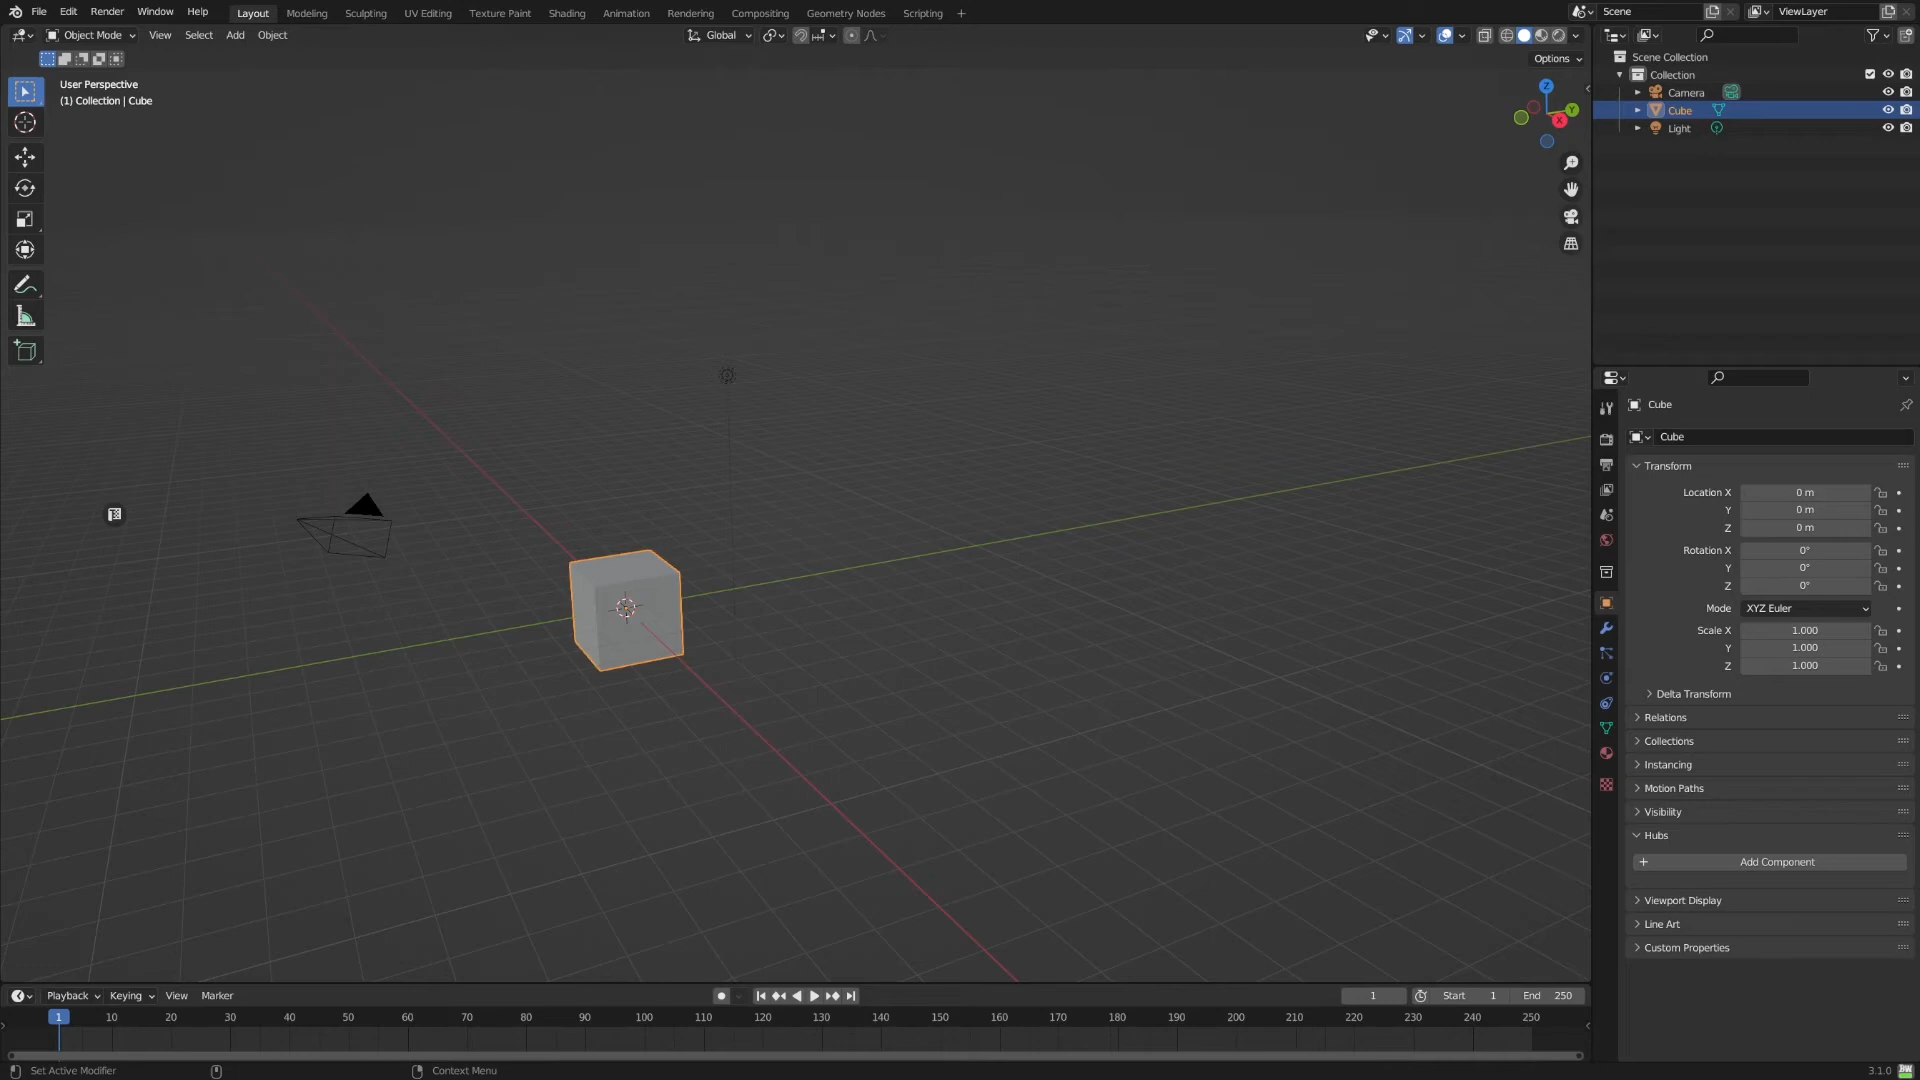 File Edit Render Window Help Layout Modeling Sculpting UV Editing Texture Paint Shading Animation Rendering Compositing Geometry Nodes Scripting + Scene ViewLayer
Object Mode View Select Add Object Global
Options
User Perspective
(1) Collection | Cube
Z
Y
X
Scene Collection
Collection
Camera
Cube
Light
Cube
Cube
Transform
Location X 0 m
Y 0 m
Z 0 m
Rotation X 0°
Y 0°
Z 0°
Mode XYZ Euler
Scale X 1.000
Y 1.000
Z 1.000
Delta Transform
Relations
Collections
Instancing
Motion Paths
Visibility
Hubs
+ Add Component
Viewport Display
Line Art
Custom Properties
Playback Keying View Marker 1 Start 1 End 250
1 10 20 30 40 50 60 70 80 90 100 110 120 130 140 150 160 170 180 190 200 210 220 230 240 250
Set Active Modifier Context Menu 3.1.0